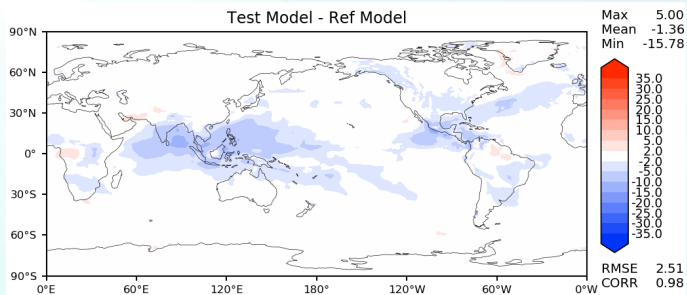 Test Model - Ref Model
Max 5.00
Mean -1.36
Min -15.78
90°N
60°N
30°N
0°
30°S
60°S
90°S
0°E
60°E
120°E
180°
120°W
60°W
0°W
35.0
30.0
25.0
20.0
15.0
10.0
5.0
2.0
-2.0
-5.0
-10.0
-15.0
-20.0
-25.0
-30.0
-35.0
RMSE 2.51
CORR 0.98